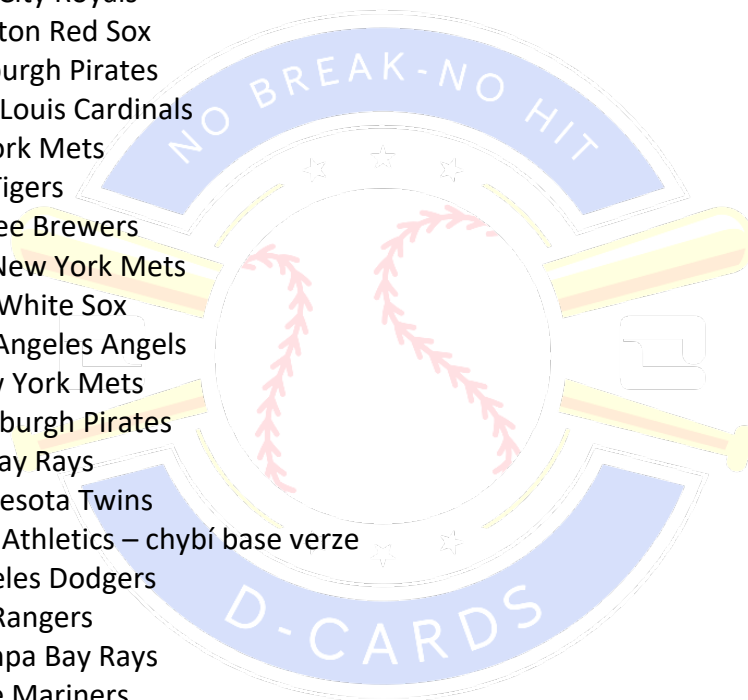 City Royals
ton Red Sox
burgh Pirates
Louis Cardinals
ork Mets
Tigers
ee Brewers
New York Mets
White Sox
Angeles Angels
w York Mets
burgh Pirates
ay Rays
esota Twins
Athletics – chybí base verze
eles Dodgers
Rangers
pa Bay Rays
e Mariners
NO BREAK-NO HIT
D-CARDS